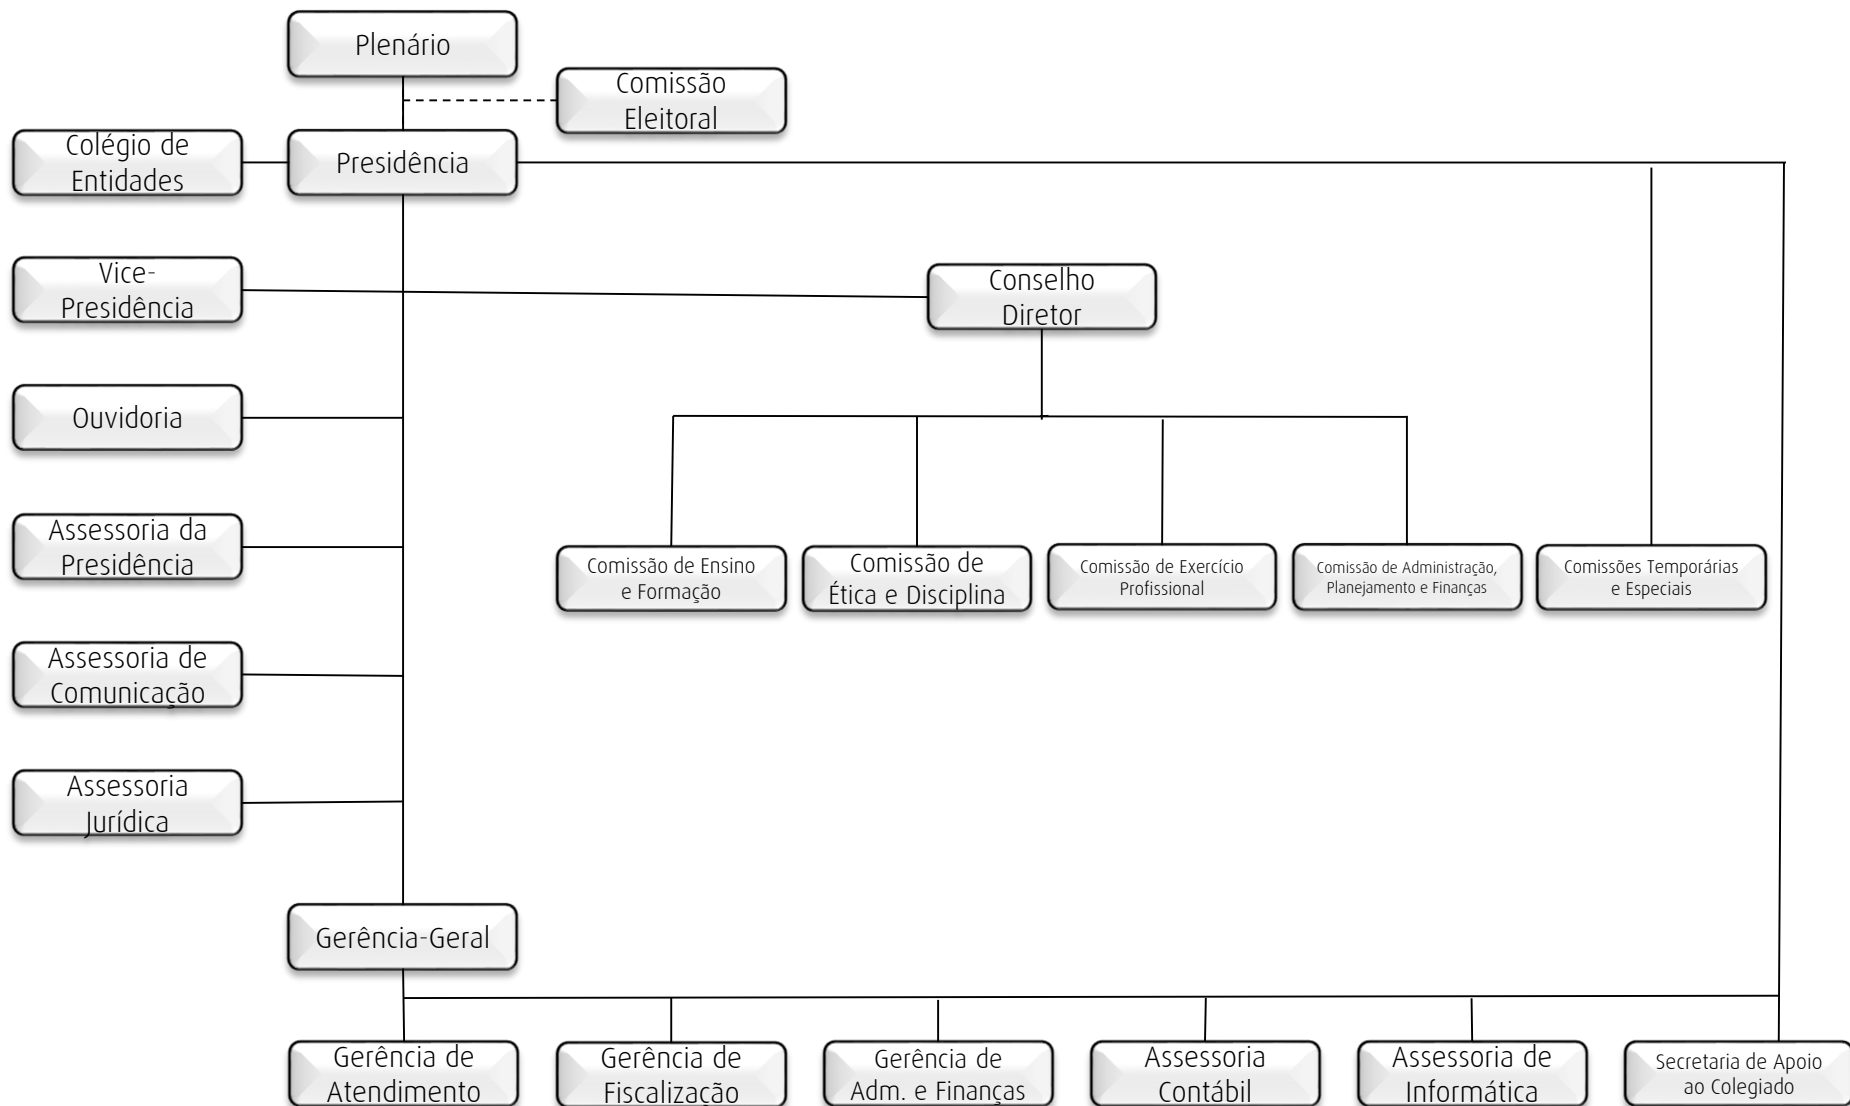 Plenário
Comissão
Eleitoral
Colégio de
Entidades
Presidência
Vice-
Presidência
Conselho
Diretor
Ouvidoria
Assessoria da
Presidência
Comissão de Ensino
e Formação
Comissão de
Ética e Disciplina
Comissão de Exercício
Profissional
Comissão de Administração,
Planejamento e Finanças
Comissões Temporárias
e Especiais
Assessoria de
Comunicação
Assessoria
Jurídica
Gerência-Geral
Gerência de
Atendimento
Gerência de
Fiscalização
Gerência de
Adm. e Finanças
Assessoria
Contábil
Assessoria de
Informática
Secretaria de Apoio
ao Colegiado